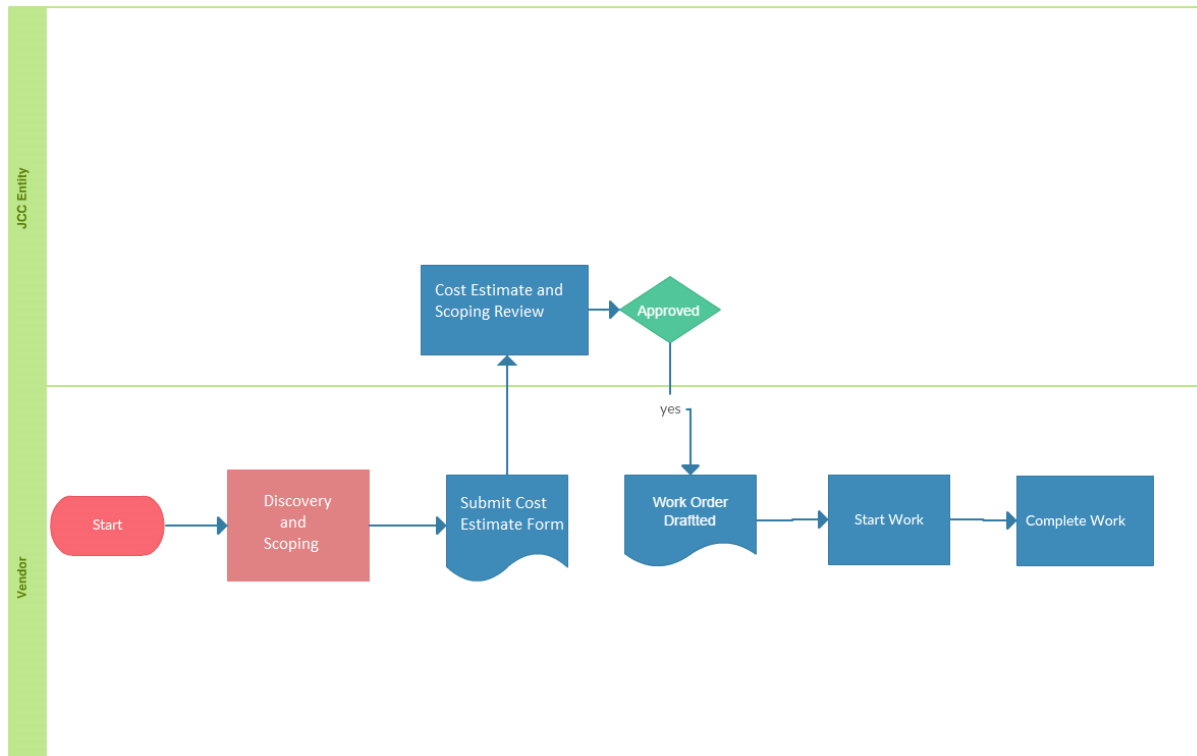 JCC Entity
Cost Estimate and
Scoping Review
Approved
yes
Vendor
Start
Discovery
and
Scoping
Submit Cost
Estimate Form
Work Order
Draftted
Start Work
Complete Work